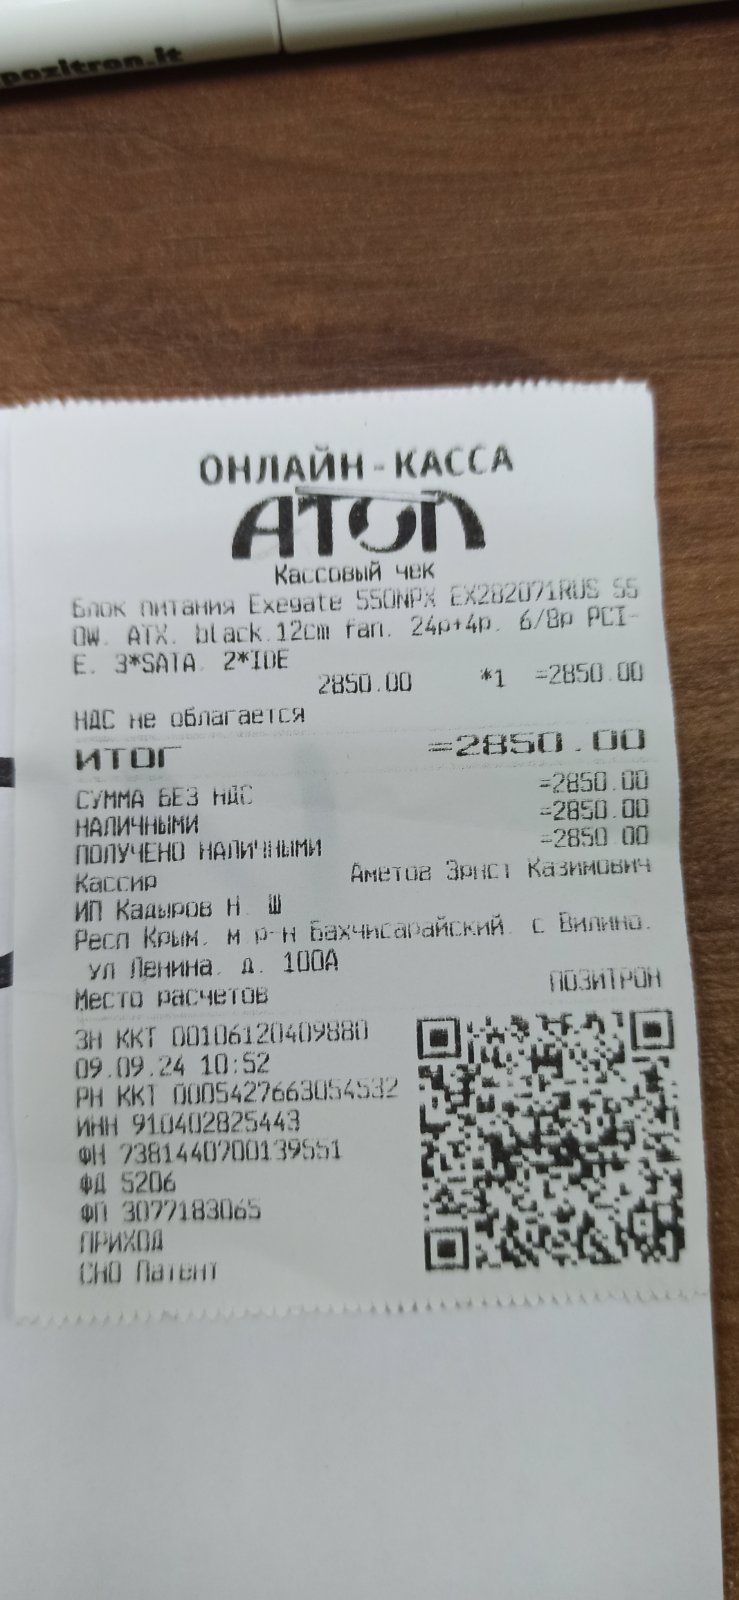 pozitron.it
ОНЛАЙН-КАССА
АТОЛ
Кассовый чек
Блок питания Exegate 550NPX EX282071RUS 55
0W. ATX. black.12cm fan. 24p+4p. 6/8p PCI-
E. 3*SATA. 2*IDE
2850.00 *1 =2850.00
НДС не облагается
ИТОГ =2850.00
СУММА БЕЗ НДС =2850.00
НАЛИЧНЫМИ =2850.00
ПОЛУЧЕНО НАЛИЧНЫМИ =2850.00
Кассир Аметов Эрнст Казимович
ИП Кадыров Н. Ш
Респ Крым. м р-н Бахчисарайский. с Вилино.
ул Ленина. д. 100А
Место расчетов ПОЗИТРОН
ЗН ККТ 00106120409880
09.09.24 10:52
РН ККТ 0005427663054532
ИНН 910402825443
ФН 7381440700139551
ФД 5206
ФП 3077183065
ПРИХОД
СНО Патент